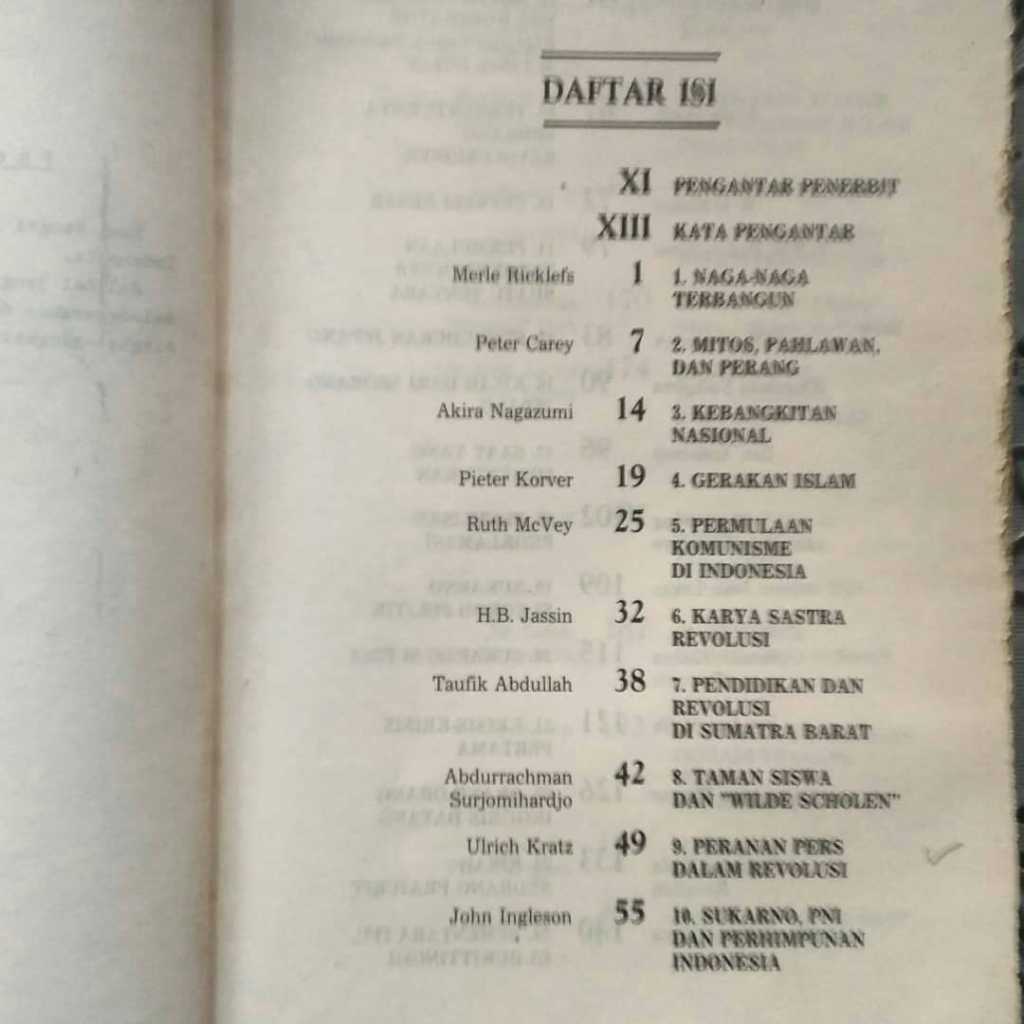 DAFTAR ISI
XI PENGANTAR PENERBIT
XIII KATA PENGANTAR
Merle Ricklefs 1 1. NAGA-NAGA
TERBANGUN
Peter Carey 7 2. MITOS, PAHLAWAN,
DAN PERANG
Akira Nagazumi 14 3. KEBANGKITAN
NASIONAL
Pieter Korver 19 4. GERAKAN ISLAM
Ruth McVey 25 5. PERMULAAN
KOMUNISME
DI INDONESIA
H.B. Jassin 32 6. KARYA SASTRA
REVOLUSI
Taufik Abdullah 38 7. PENDIDIKAN DAN
REVOLUSI
DI SUMATRA BARAT
Abdurrachman 42 8. TAMAN SISWA
Surjomihardjo DAN "WILDE SCHOLEN"
Ulrich Kratz 49 9. PERANAN PERS
DALAM REVOLUSI
John Ingleson 55 10. SUKARNO, PNI
DAN PERHIMPUNAN
INDONESIA